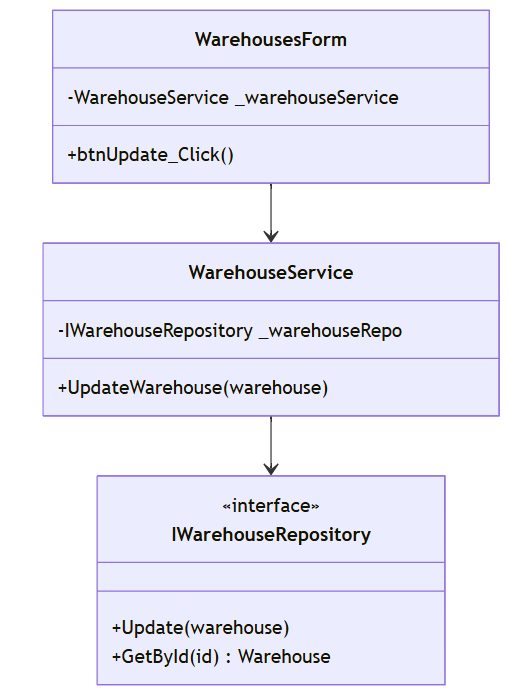 WarehousesForm
-WarehouseService _warehouseService
+btnUpdate_Click()
WarehouseService
-IWarehouseRepository _warehouseRepo
+UpdateWarehouse(warehouse)
«interface»
IWarehouseRepository
+Update(warehouse)
+GetById(id) : Warehouse